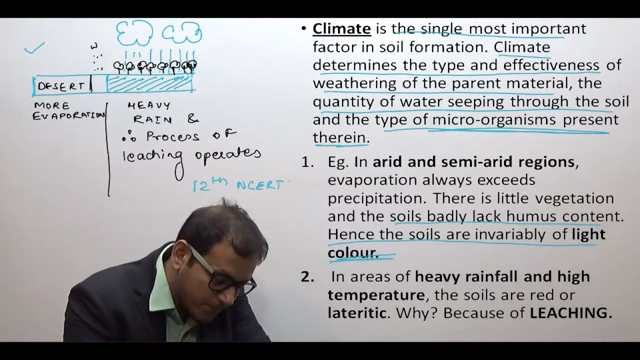 DESERT
MORE
EVAPORATION
HEAVY
RAIN &
∴ Process of
leaching operates
12th NCERT
• Climate is the single most important
factor in soil formation. Climate
determines the type and effectiveness of
weathering of the parent material, the
quantity of water seeping through the soil
and the type of micro-organisms present
therein.
1. Eg. In arid and semi-arid regions,
evaporation always exceeds
precipitation. There is little vegetation
and the soils badly lack humus content.
Hence the soils are invariably of light
colour.
2. In areas of heavy rainfall and high
temperature, the soils are red or
lateritic. Why? Because of LEACHING.